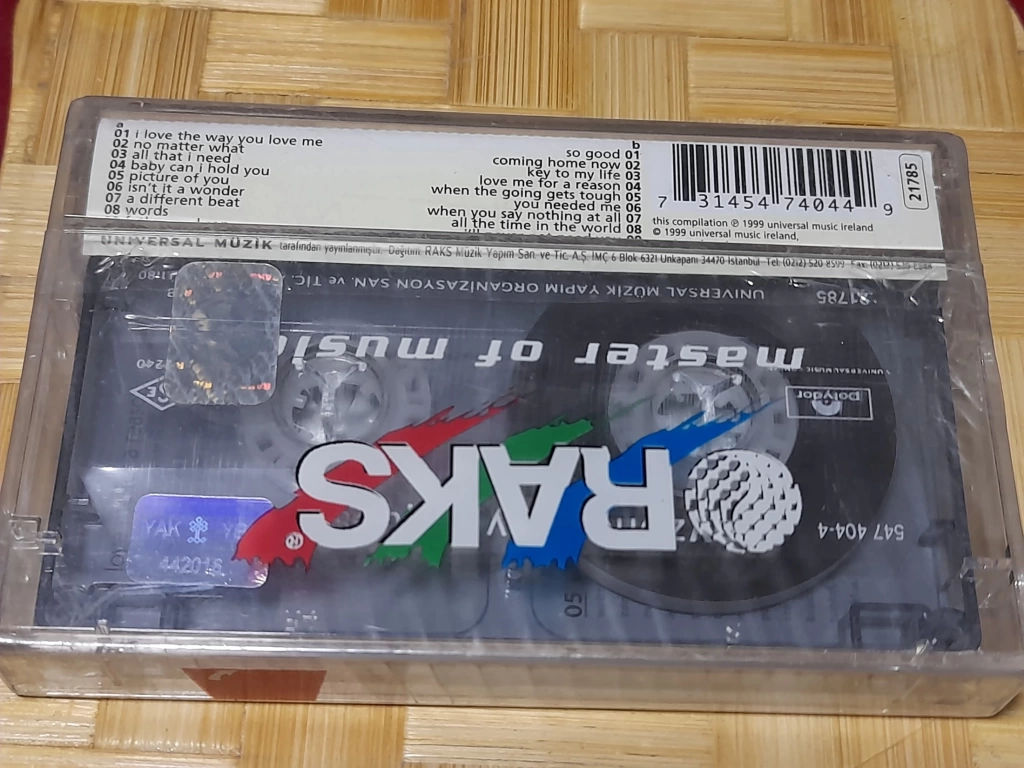 a
01 i love the way you love me
02 no matter what
03 all that i need
04 baby can i hold you
05 picture of you
06 isn't it a wonder
07 a different beat
08 words
b
so good 01
coming home now 02
key to my life 03
love me for a reason 04
when the going gets tough 05
you needed me 06
when you say nothing at all 07
all the time in the world 08
7 31454 74044 9
21785
this compilation ℗ 1999 universal music ireland
© 1999 universal music ireland,
UNIVERSAL MÜZİK tarafından yayınlanmıştır. Dağıtım RAKS Müzik Yapım San. ve Tic. A.Ş. İMÇ 6 Blok 6321 Unkapanı 34470 İstanbul Tel: (0212) 520 8599
UNIVERSAL MÜZİK YAPIM ORGANİZASYON SAN. ve TİC.
21785
master of music
polydor
RAKS
®
547 404-4
YAK
442016
05